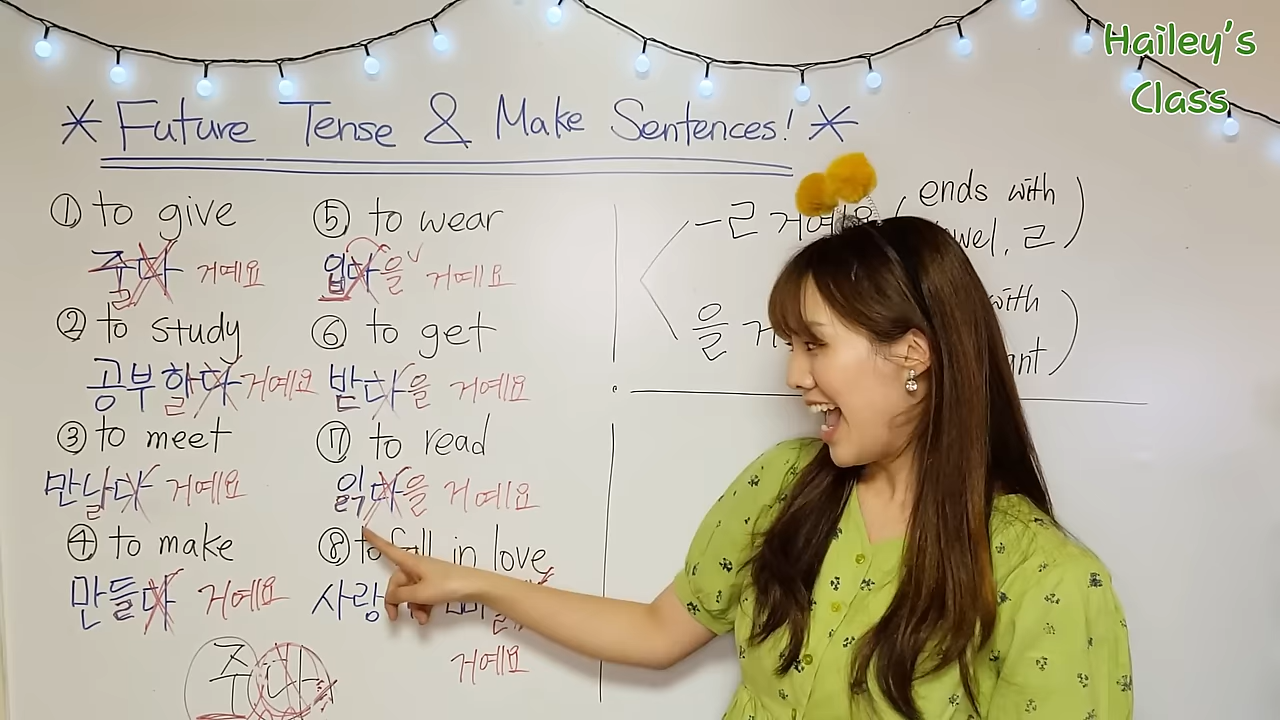 Hailey's
Class
* Future Tense & Make Sentences! *
① to give
줄다 거예요
② to study
공부할다 거예요
③ to meet
만날다 거예요
④ to make
만들다 거예요
주다
⑤ to wear
입다을 거예요
⑥ to get
받다을 거예요
⑦ to read
읽다을 거예요
⑧ to fall in love
사랑
거예요
-ㄹ 거예요 (ends with
ㄹ)
을
with